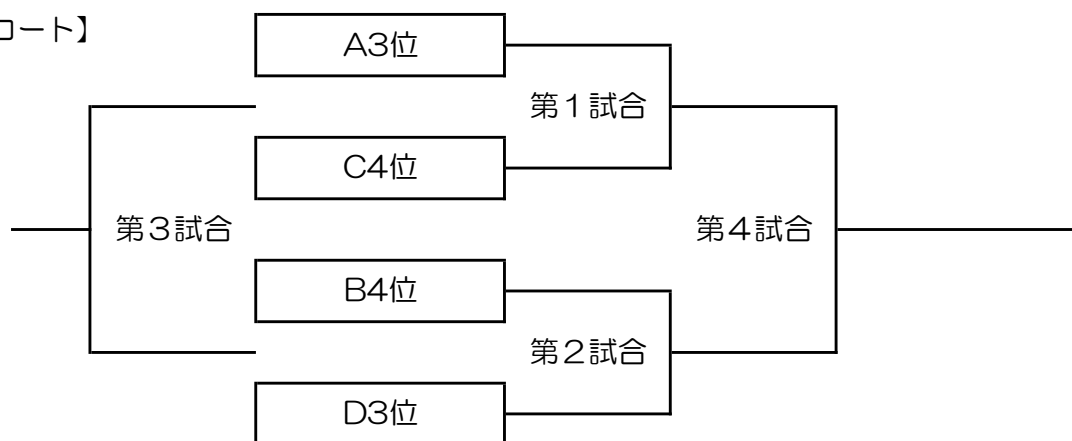 コート】
A3位
第１試合
C4位
第３試合
第４試合
B4位
第２試合
D3位